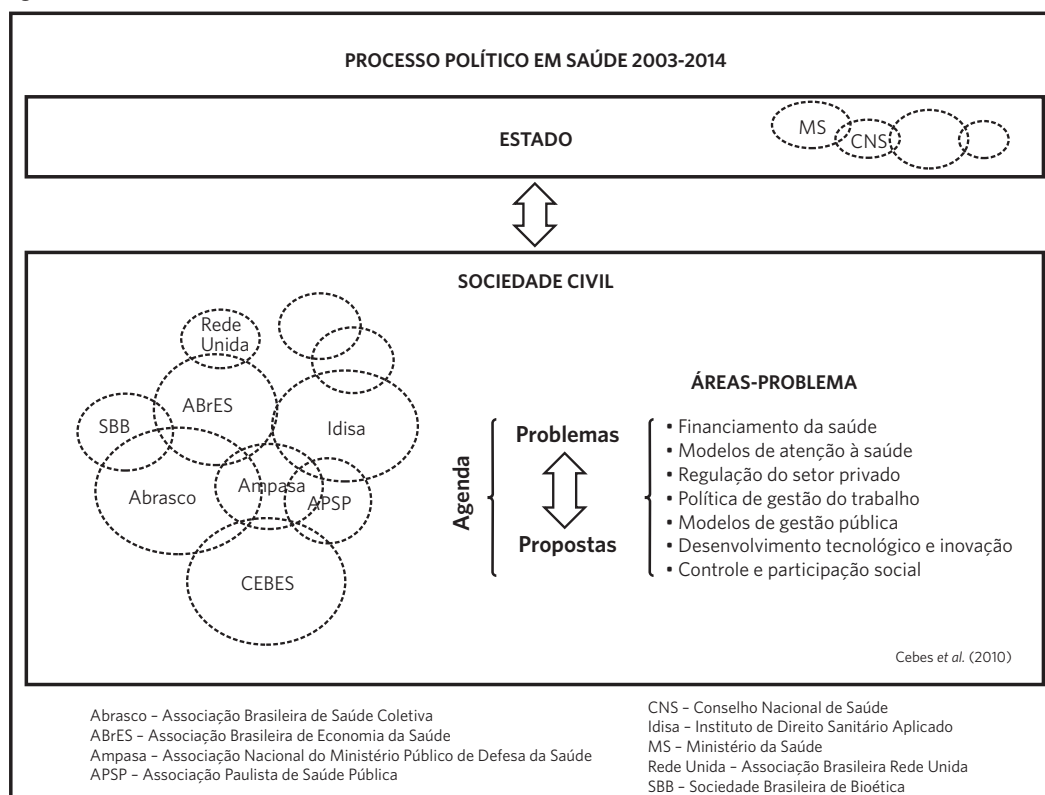 PROCESSO POLÍTICO EM SAÚDE 2003-2014
ESTADO
MS
CNS
SOCIEDADE CIVIL
Rede
Unida
ABrES
SBB
Idisa
Abrasco
Ampasa
APSP
CEBES
Agenda
Problemas
Propostas
ÁREAS-PROBLEMA
• Financiamento da saúde
• Modelos de atenção à saúde
• Regulação do setor privado
• Política de gestão do trabalho
• Modelos de gestão pública
• Desenvolvimento tecnológico e inovação
• Controle e participação social
Cebes et al. (2010)
Abrasco – Associação Brasileira de Saúde Coletiva
ABrES – Associação Brasileira de Economia da Saúde
Ampasa – Associação Nacional do Ministério Público de Defesa da Saúde
APSP – Associação Paulista de Saúde Pública
CNS – Conselho Nacional de Saúde
Idisa – Instituto de Direito Sanitário Aplicado
MS – Ministério da Saúde
Rede Unida – Associação Brasileira Rede Unida
SBB – Sociedade Brasileira de Bioética